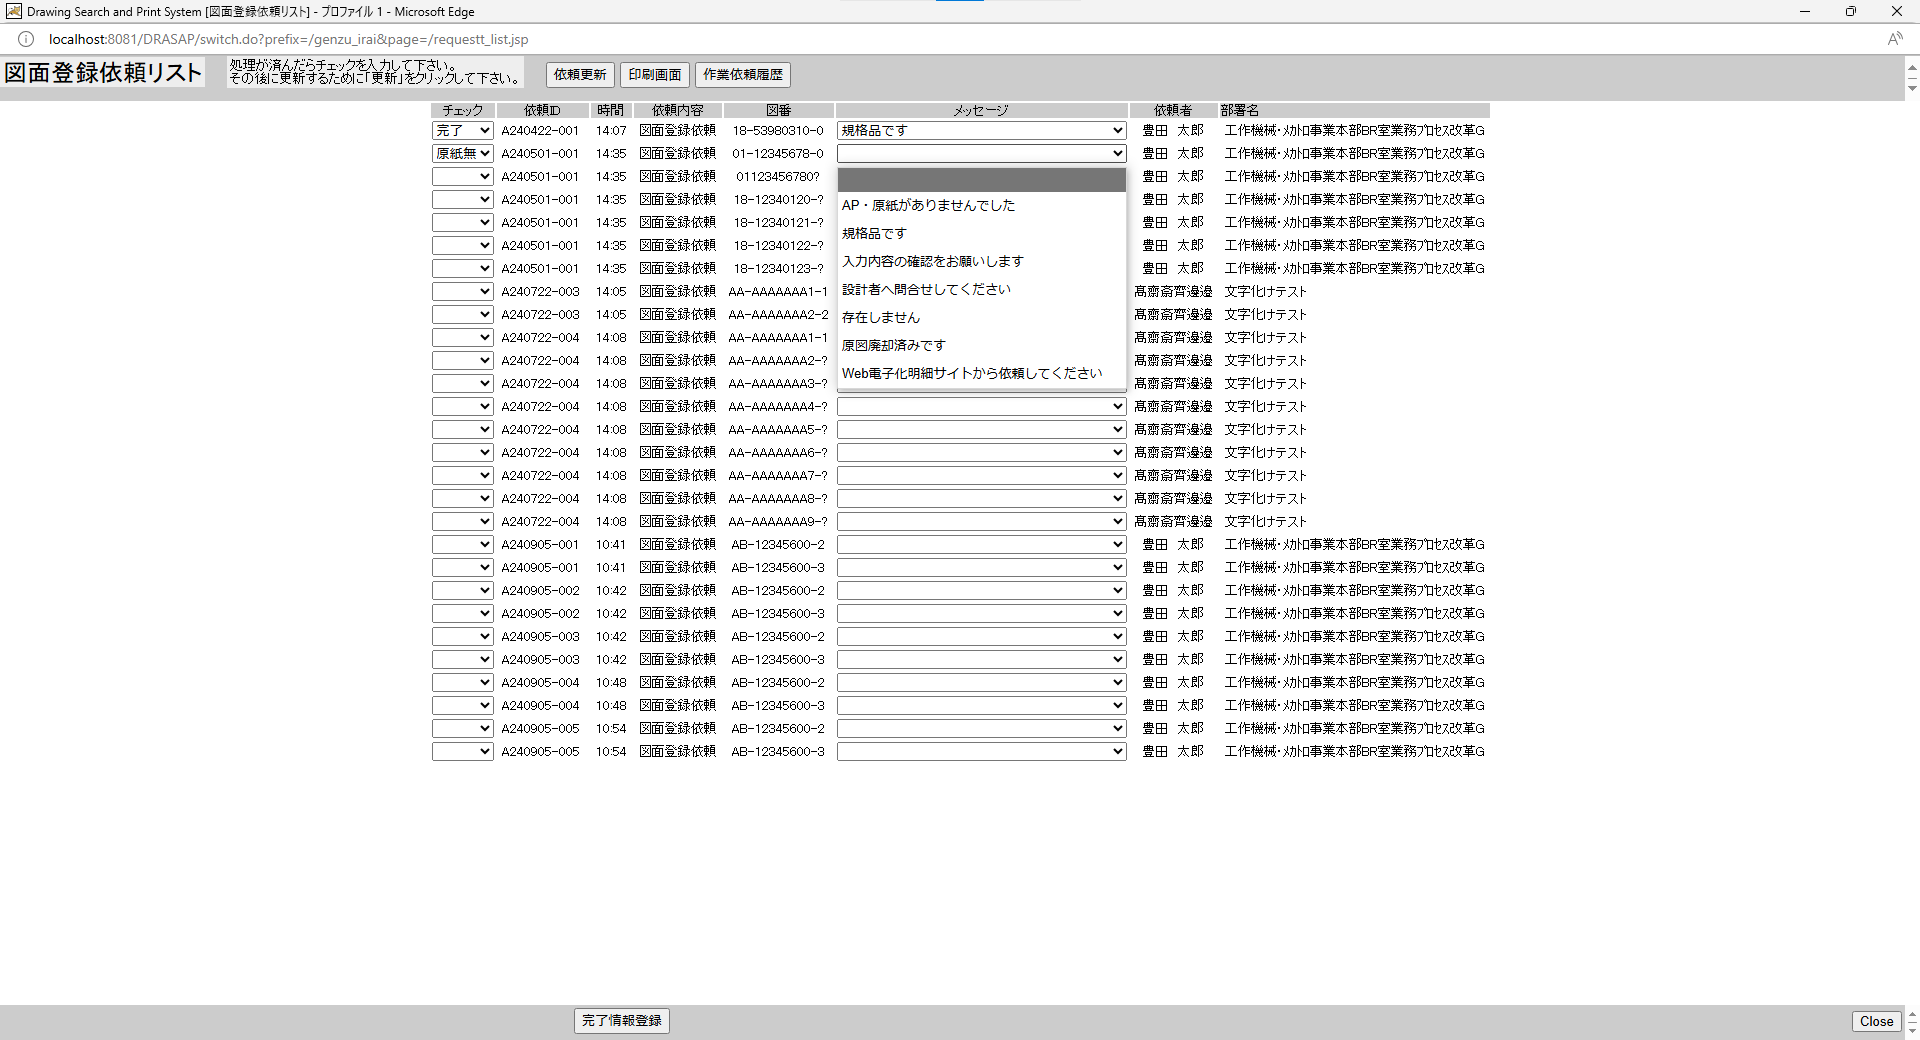 Drawing Search and Print System [図面登録依頼リスト] - プロファイル 1 - Microsoft Edge
localhost:8081/DRASAP/switch.do?prefix=/genzu_irai&page=/requestt_list.jsp
図面登録依頼リスト
処理が済んだらチェックを入力して下さい。
その後に更新するために「更新」をクリックして下さい。
依頼更新 印刷画面 作業依頼履歴
チェック 依頼ID 時間 依頼内容 図番 メッセージ 依頼者 部署名
完了 A240422-001 14:07 図面登録依頼 18-53980310-0 規格品です 豊田 太郎 工作機械・ﾒｶﾄﾛ事業本部BR室業務ﾌﾟﾛｾｽ改革G
原紙無 A240501-001 14:35 図面登録依頼 01-12345678-0 豊田 太郎 工作機械・ﾒｶﾄﾛ事業本部BR室業務ﾌﾟﾛｾｽ改革G
A240501-001 14:35 図面登録依頼 01123456780? 豊田 太郎 工作機械・ﾒｶﾄﾛ事業本部BR室業務ﾌﾟﾛｾｽ改革G
A240501-001 14:35 図面登録依頼 18-12340120-? AP・原紙がありませんでした 豊田 太郎 工作機械・ﾒｶﾄﾛ事業本部BR室業務ﾌﾟﾛｾｽ改革G
A240501-001 14:35 図面登録依頼 18-12340121-? 規格品です 豊田 太郎 工作機械・ﾒｶﾄﾛ事業本部BR室業務ﾌﾟﾛｾｽ改革G
A240501-001 14:35 図面登録依頼 18-12340122-? 入力内容の確認をお願いします 豊田 太郎 工作機械・ﾒｶﾄﾛ事業本部BR室業務ﾌﾟﾛｾｽ改革G
A240501-001 14:35 図面登録依頼 18-12340123-? 豊田 太郎 工作機械・ﾒｶﾄﾛ事業本部BR室業務ﾌﾟﾛｾｽ改革G
A240722-003 14:05 図面登録依頼 AA-AAAAAAA1-1 設計者へ問合せしてください 髙齋斎齊邉邊 文字化けテスト
A240722-003 14:05 図面登録依頼 AA-AAAAAAA2-2 存在しません 髙齋斎齊邉邊 文字化けテスト
A240722-004 14:08 図面登録依頼 AA-AAAAAAA1-1 原図廃却済みです 髙齋斎齊邉邊 文字化けテスト
A240722-004 14:08 図面登録依頼 AA-AAAAAAA2-? 髙齋斎齊邉邊 文字化けテスト
A240722-004 14:08 図面登録依頼 AA-AAAAAAA3-? Web電子化明細サイトから依頼してください 髙齋斎齊邉邊 文字化けテスト
A240722-004 14:08 図面登録依頼 AA-AAAAAAA4-? 髙齋斎齊邉邊 文字化けテスト
A240722-004 14:08 図面登録依頼 AA-AAAAAAA5-? 髙齋斎齊邉邊 文字化けテスト
A240722-004 14:08 図面登録依頼 AA-AAAAAAA6-? 髙齋斎齊邉邊 文字化けテスト
A240722-004 14:08 図面登録依頼 AA-AAAAAAA7-? 髙齋斎齊邉邊 文字化けテスト
A240722-004 14:08 図面登録依頼 AA-AAAAAAA8-? 髙齋斎齊邉邊 文字化けテスト
A240722-004 14:08 図面登録依頼 AA-AAAAAAA9-? 髙齋斎齊邉邊 文字化けテスト
A240905-001 10:41 図面登録依頼 AB-12345600-2 豊田 太郎 工作機械・ﾒｶﾄﾛ事業本部BR室業務ﾌﾟﾛｾｽ改革G
A240905-001 10:41 図面登録依頼 AB-12345600-3 豊田 太郎 工作機械・ﾒｶﾄﾛ事業本部BR室業務ﾌﾟﾛｾｽ改革G
A240905-002 10:42 図面登録依頼 AB-12345600-2 豊田 太郎 工作機械・ﾒｶﾄﾛ事業本部BR室業務ﾌﾟﾛｾｽ改革G
A240905-002 10:42 図面登録依頼 AB-12345600-3 豊田 太郎 工作機械・ﾒｶﾄﾛ事業本部BR室業務ﾌﾟﾛｾｽ改革G
A240905-003 10:42 図面登録依頼 AB-12345600-2 豊田 太郎 工作機械・ﾒｶﾄﾛ事業本部BR室業務ﾌﾟﾛｾｽ改革G
A240905-003 10:42 図面登録依頼 AB-12345600-3 豊田 太郎 工作機械・ﾒｶﾄﾛ事業本部BR室業務ﾌﾟﾛｾｽ改革G
A240905-004 10:48 図面登録依頼 AB-12345600-2 豊田 太郎 工作機械・ﾒｶﾄﾛ事業本部BR室業務ﾌﾟﾛｾｽ改革G
A240905-004 10:48 図面登録依頼 AB-12345600-3 豊田 太郎 工作機械・ﾒｶﾄﾛ事業本部BR室業務ﾌﾟﾛｾｽ改革G
A240905-005 10:54 図面登録依頼 AB-12345600-2 豊田 太郎 工作機械・ﾒｶﾄﾛ事業本部BR室業務ﾌﾟﾛｾｽ改革G
A240905-005 10:54 図面登録依頼 AB-12345600-3 豊田 太郎 工作機械・ﾒｶﾄﾛ事業本部BR室業務ﾌﾟﾛｾｽ改革G
完了情報登録 Close